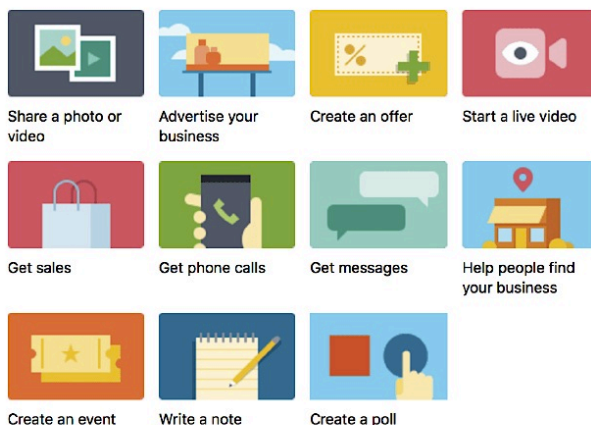 Share a photo or
video
Advertise your
business
Create an offer
Start a live video
Get sales
Get phone calls
Get messages
Help people find
your business
Create an event
Write a note
Create a poll